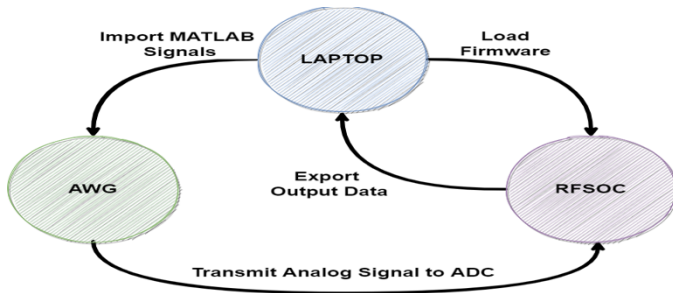 Import MATLAB
Signals
LAPTOP
Load
Firmware
AWG
Export
Output Data
RFSOC
Transmit Analog Signal to ADC